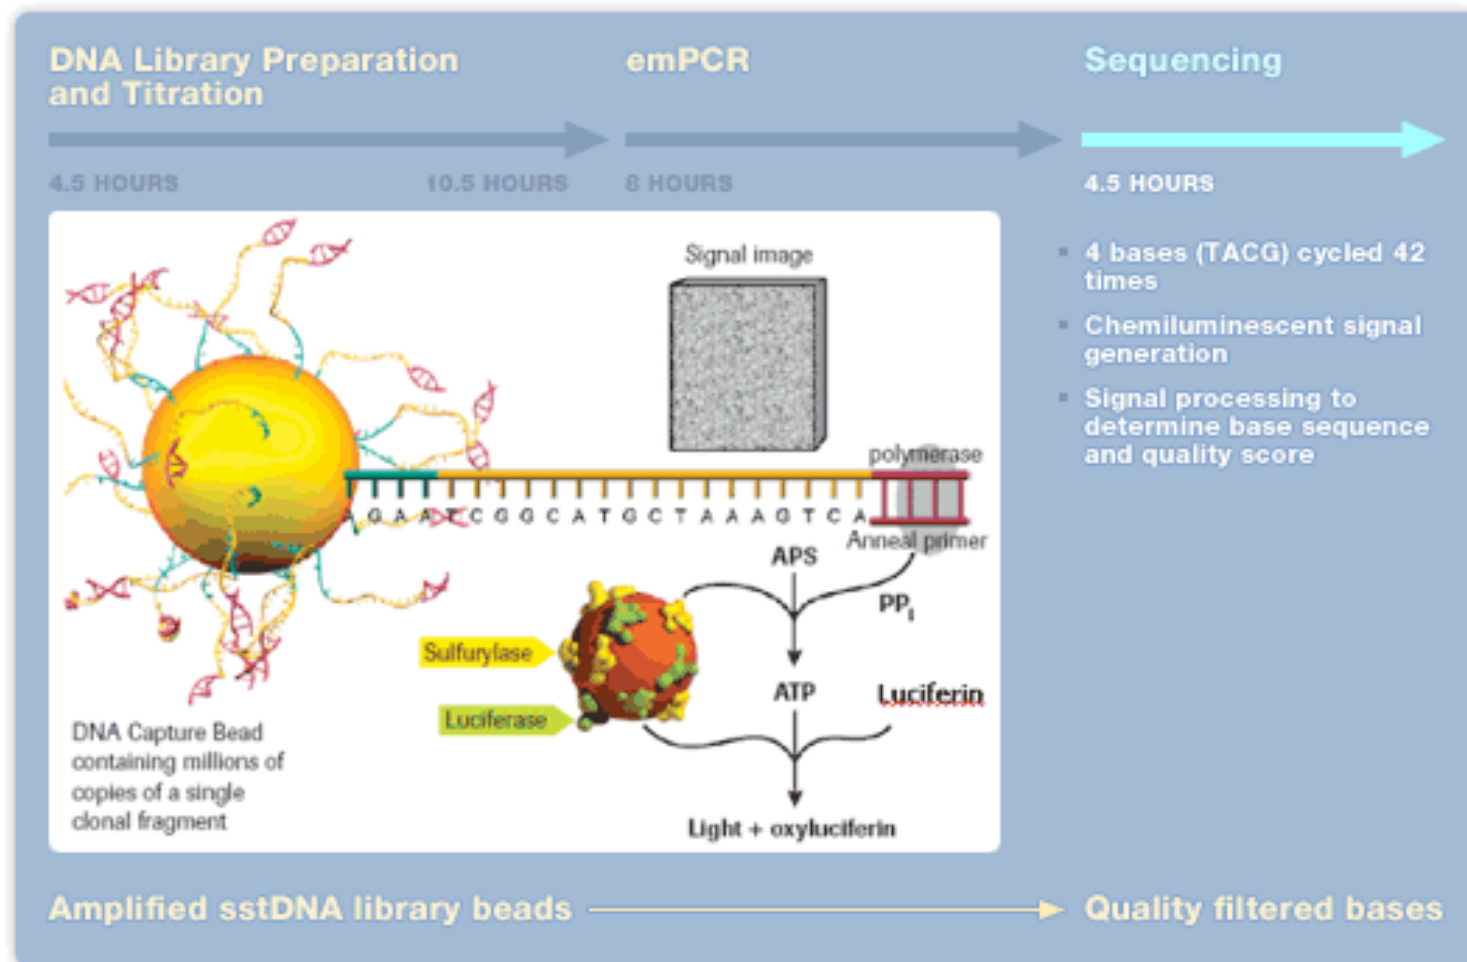 DNA Library Preparation
and Titration
emPCR
Sequencing
4.5 HOURS
10.5 HOURS
8 HOURS
4.5 HOURS
4 bases (TACG) cycled 42
times
Chemiluminescent signal
generation
Signal processing to
determine base sequence
and quality score
Signal image
polymerase
A G A A T C G G C A T G C T A A A G T C A
Anneal primer
APS
PPi
Sulfurylase
ATP
Luciferin
Luciferase
DNA Capture Bead
containing millions of
copies of a single
clonal fragment
Light + oxyluciferin
Amplified sstDNA library beads
Quality filtered bases